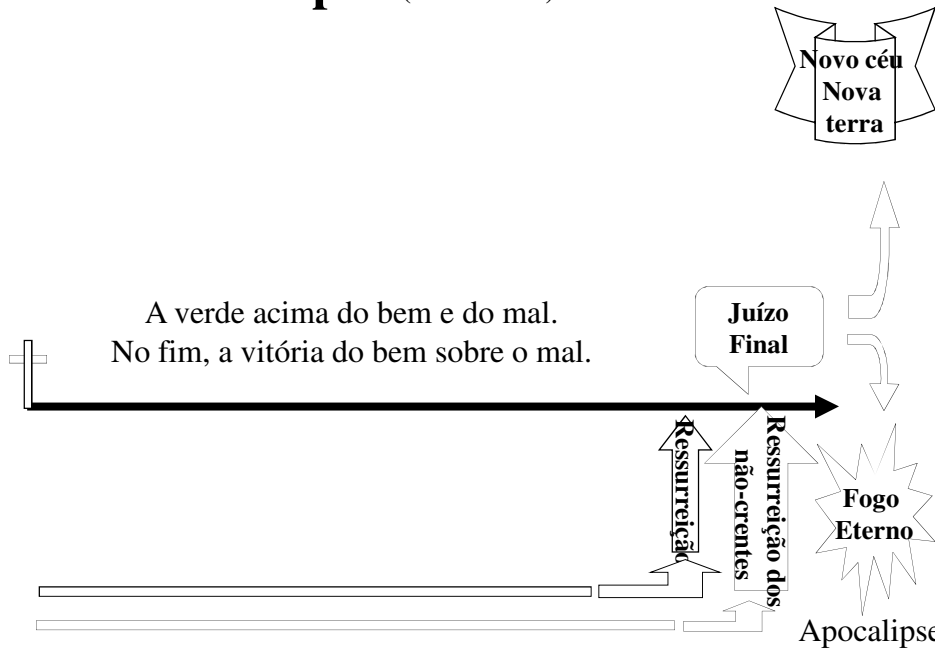 Novo céu
Nova
terra
A verde acima do bem e do mal.
No fim, a vitória do bem sobre o mal.
Juízo
Final
Ressurreição
Ressurreição dos
não-crentes
Fogo
Eterno
Apocalipse